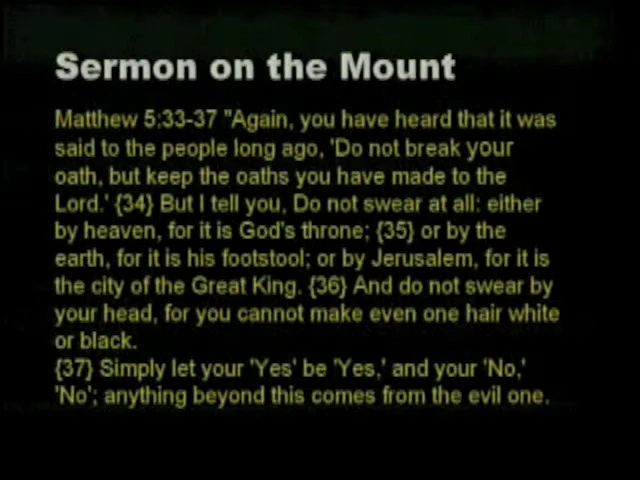 Sermon on the Mount
Matthew 5:33-37 "Again, you have heard that it was
said to the people long ago, 'Do not break your
oath, but keep the oaths you have made to the
Lord.' {34} But I tell you, Do not swear at all: either
by heaven, for it is God's throne; {35} or by the
earth, for it is his footstool; or by Jerusalem, for it is
the city of the Great King. {36} And do not swear by
your head, for you cannot make even one hair white
or black.
{37} Simply let your 'Yes' be 'Yes,' and your 'No,'
'No'; anything beyond this comes from the evil one.